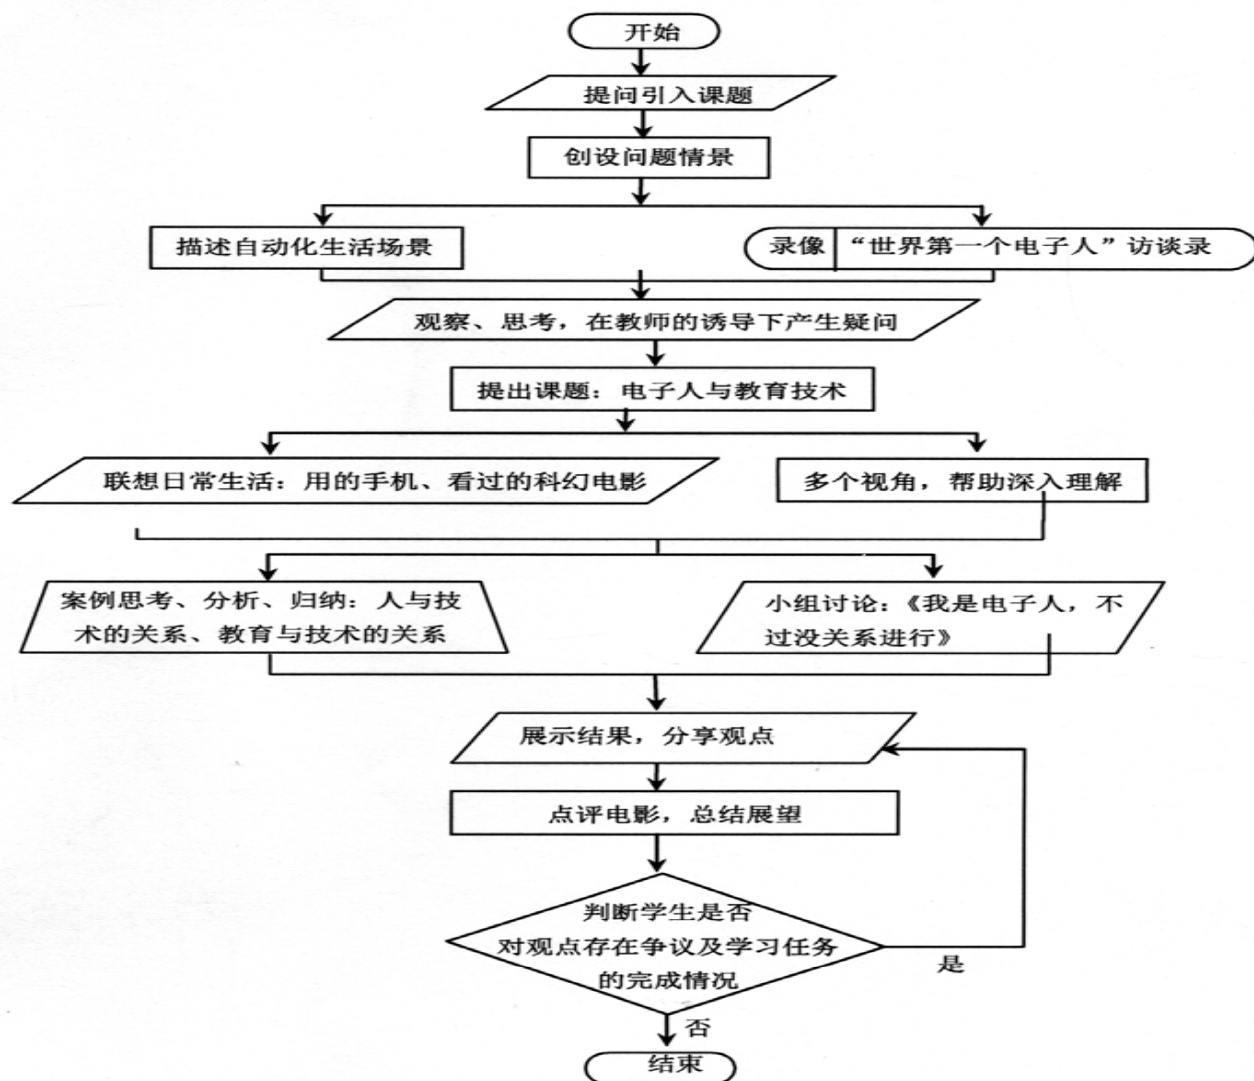 开始
提问引入课题
创设问题情景
描述自动化生活场景
录像 “世界第一个电子人”访谈录
观察、思考，在教师的诱导下产生疑问
提出课题：电子人与教育技术
联想日常生活：用的手机、看过的科幻电影
多个视角，帮助深入理解
案例思考、分析、归纳：人与技
术的关系、教育与技术的关系
小组讨论：《我是电子人，不
过没关系进行》
展示结果，分享观点
点评电影，总结展望
判断学生是否
对观点存在争议及学习任务
的完成情况
是
否
结束